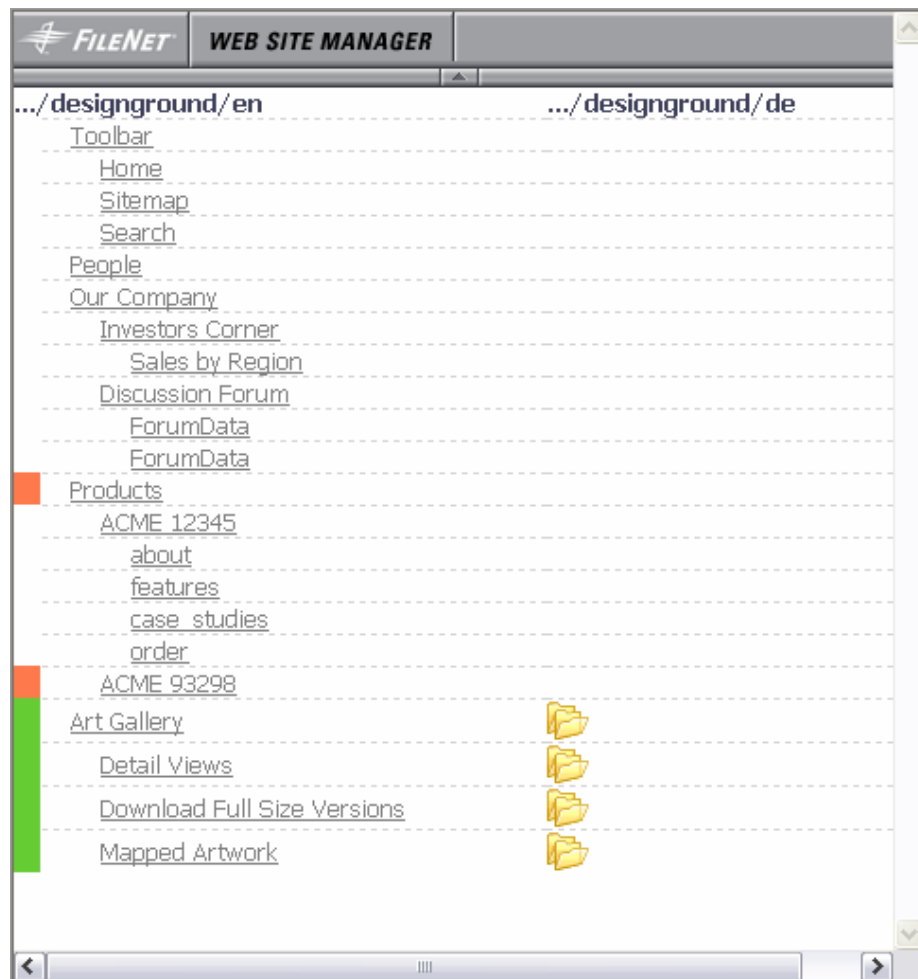 FILENET WEB SITE MANAGER
.../designground/en .../designground/de
Toolbar
Home
Sitemap
Search
People
Our Company
Investors Corner
Sales by Region
Discussion Forum
ForumData
ForumData
Products
ACME 12345
about
features
case_studies
order
ACME 93298
Art Gallery
Detail Views
Download Full Size Versions
Mapped Artwork